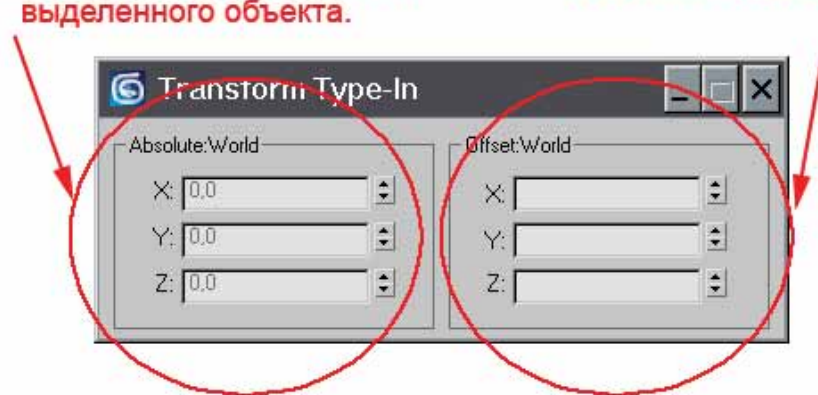 выделенного объекта.
Transform Type-In
Absolute:World
Offset:World
X: 0,0
X:
Y: 0,0
Y:
Z: 0,0
Z: